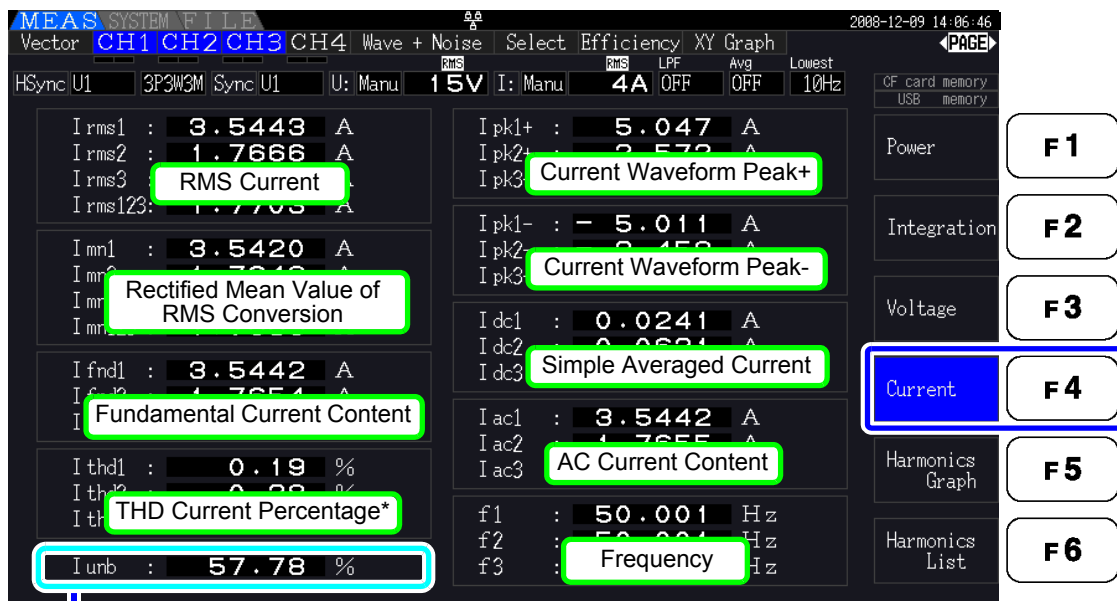 MEAS SYSTEM FILE 2008-12-09 14:06:46
Vector CH1 CH2 CH3 CH4 Wave + Noise Select Efficiency XY Graph PAGE
RMS RMS LPF Avg Lowest
HSync U1 3P3W3M Sync U1 U: Manu 15V I: Manu 4A OFF OFF 10Hz
CF card memory
USB memory
Irms1 : 3.5443 A
Irms2 : 1.7666 A
Irms3 :
RMS Current
Irms123: A
Imn1 : 3.5420 A
Rectified Mean Value of
RMS Conversion
Ifnd1 : 3.5442 A
Fundamental Current Content
Ithd1 : 0.19 %
THD Current Percentage*
Iunb : 57.78 %
Ipk1+ : 5.047 A
Ipk2+ : A
Current Waveform Peak+
Ipk1- : - 5.011 A
Ipk2-
Current Waveform Peak-
Idc1 : 0.0241 A
Idc2
Idc3
Simple Averaged Current
Iac1 : 3.5442 A
Iac2 : 1.7655 A
Iac3
AC Current Content
f1 : 50.001 Hz
f2 : Hz
f3 : Hz
Frequency
Power F1
Integration F2
Voltage F3
Current F4
Harmonics
Graph F5
Harmonics
List F6